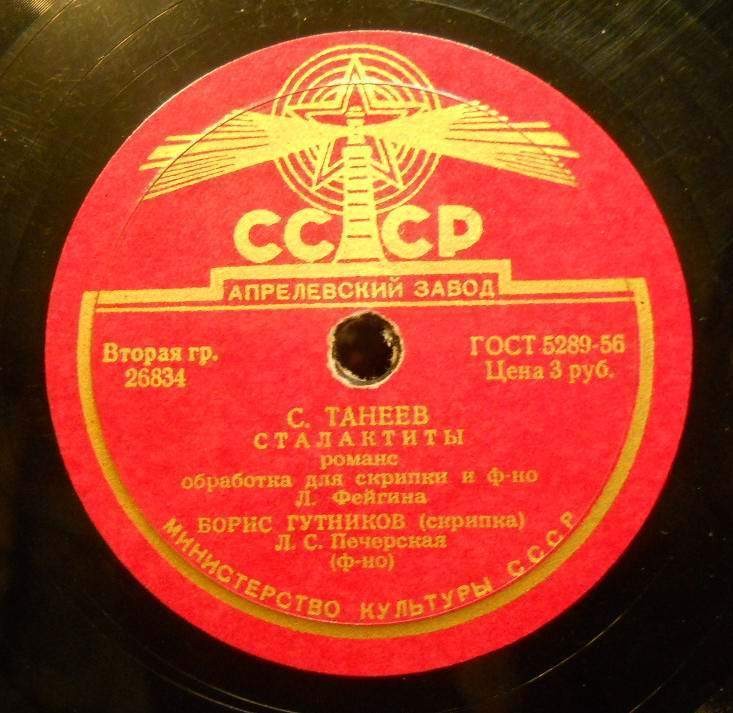 СССР
АПРЕЛЕВСКИЙ ЗАВОД
Вторая гр.
26834
ГОСТ 5289-56
Цена 3 руб.
С. ТАНЕЕВ
СТАЛАКТИТЫ
романс
обработка для скрипки и ф-но
Л. Фейгина
БОРИС ГУТНИКОВ (скрипка)
Л. С. Печерская
(ф-но)
МИНИСТЕРСТВО КУЛЬТУРЫ СССР